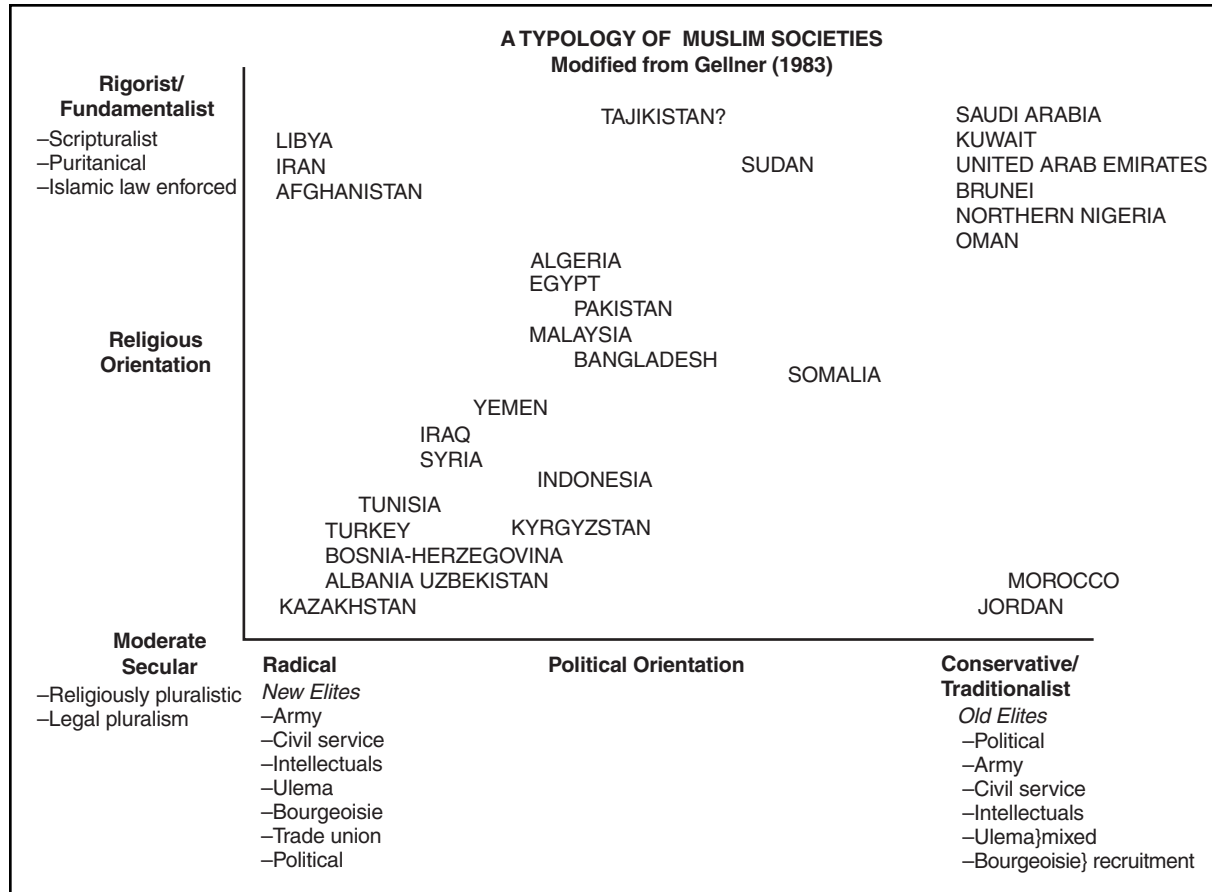 A TYPOLOGY OF MUSLIM SOCIETIES
Modified from Gellner (1983)
Rigorist/
Fundamentalist
–Scripturalist
–Puritanical
–Islamic law enforced
TAJIKISTAN?
SAUDI ARABIA
LIBYA
KUWAIT
IRAN
SUDAN
UNITED ARAB EMIRATES
AFGHANISTAN
BRUNEI
NORTHERN NIGERIA
OMAN
ALGERIA
EGYPT
PAKISTAN
Religious
Orientation
MALAYSIA
BANGLADESH
SOMALIA
YEMEN
IRAQ
SYRIA
INDONESIA
TUNISIA
TURKEY
KYRGYZSTAN
BOSNIA-HERZEGOVINA
ALBANIA UZBEKISTAN
MOROCCO
KAZAKHSTAN
JORDAN
Moderate
Secular
–Religiously pluralistic
–Legal pluralism
Radical
New Elites
–Army
–Civil service
–Intellectuals
–Ulema
–Bourgeoisie
–Trade union
–Political
Political Orientation
Conservative/
Traditionalist
Old Elites
–Political
–Army
–Civil service
–Intellectuals
–Ulema}mixed
–Bourgeoisie} recruitment